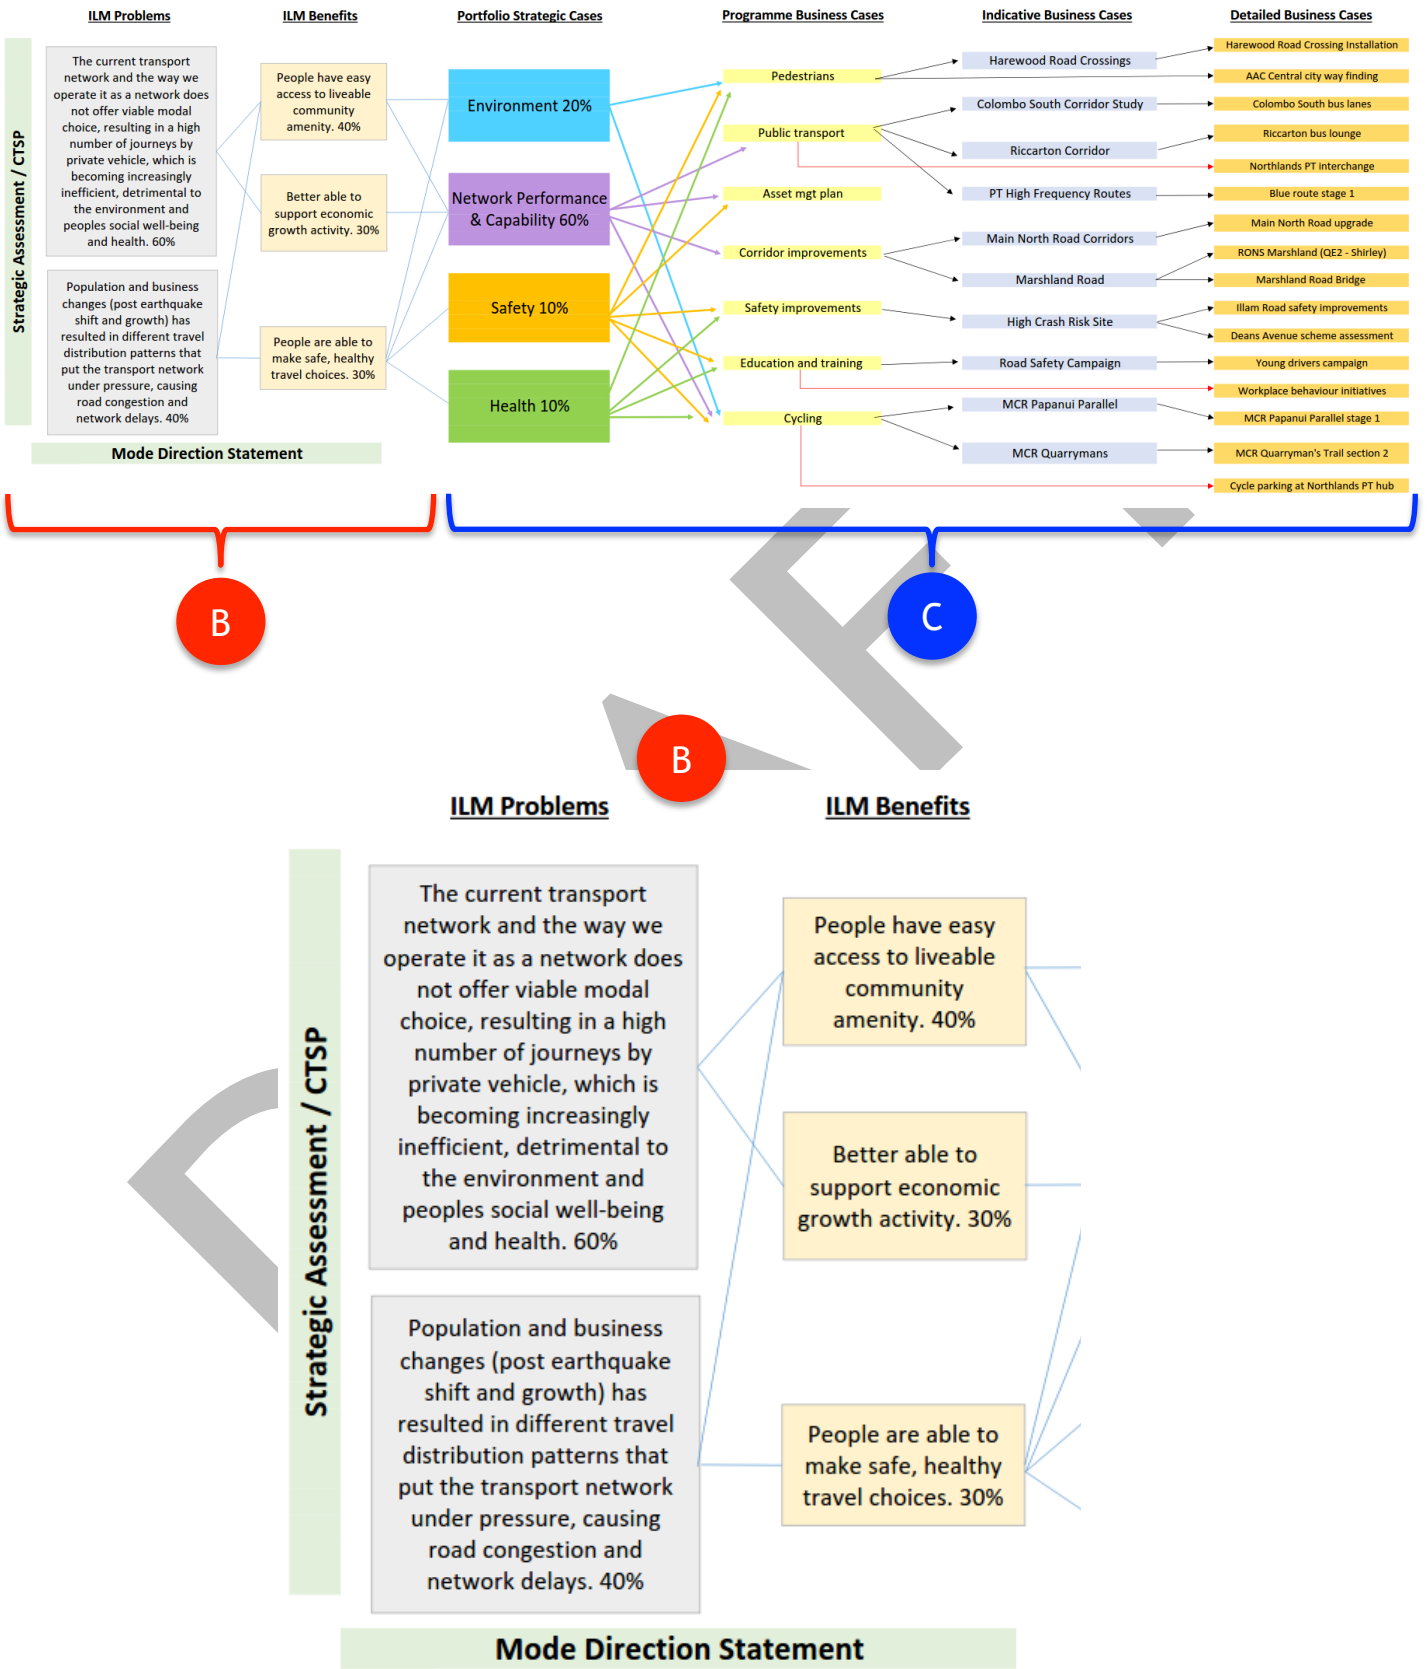 ILM Problems
ILM Benefits
Portfolio Strategic Cases
Programme Business Cases
Indicative Business Cases
Detailed Business Cases
Strategic Assessment / CTSP
The current transport
network and the way we
operate it as a network does
not offer viable modal
choice, resulting in a high
number of journeys by
private vehicle, which is
becoming increasingly
inefficient, detrimental to
the environment and
peoples social well-being
and health. 60%
Population and business
changes (post earthquake
shift and growth) has
resulted in different travel
distribution patterns that
put the transport network
under pressure, causing
road congestion and
network delays. 40%
People have easy
access to liveable
community
amenity. 40%
Better able to
support economic
growth activity. 30%
People are able to
make safe, healthy
travel choices. 30%
Mode Direction Statement
Environment 20%
Network Performance
& Capability 60%
Safety 10%
Health 10%
Pedestrians
Public transport
Asset mgt plan
Corridor improvements
Safety improvements
Education and training
Cycling
Harewood Road Crossings
Colombo South Corridor Study
Riccarton Corridor
PT High Frequency Routes
Main North Road Corridors
Marshland Road
High Crash Risk Site
Road Safety Campaign
MCR Papanui Parallel
MCR Quarrymans
Harewood Road Crossing Installation
AAC Central city way finding
Colombo South bus lanes
Riccarton bus lounge
Northlands PT interchange
Blue route stage 1
Main North Road upgrade
RONS Marshland (QE2 - Shirley)
Marshland Road Bridge
Illam Road safety improvements
Deans Avenue scheme assessment
Young drivers campaign
Workplace behaviour initiatives
MCR Papanui Parallel stage 1
MCR Quarryman's Trail section 2
Cycle parking at Northlands PT hub
B
C
B
ILM Problems
ILM Benefits
Strategic Assessment / CTSP
The current transport
network and the way we
operate it as a network does
not offer viable modal
choice, resulting in a high
number of journeys by
private vehicle, which is
becoming increasingly
inefficient, detrimental to
the environment and
peoples social well-being
and health. 60%
Population and business
changes (post earthquake
shift and growth) has
resulted in different travel
distribution patterns that
put the transport network
under pressure, causing
road congestion and
network delays. 40%
People have easy
access to liveable
community
amenity. 40%
Better able to
support economic
growth activity. 30%
People are able to
make safe, healthy
travel choices. 30%
Mode Direction Statement